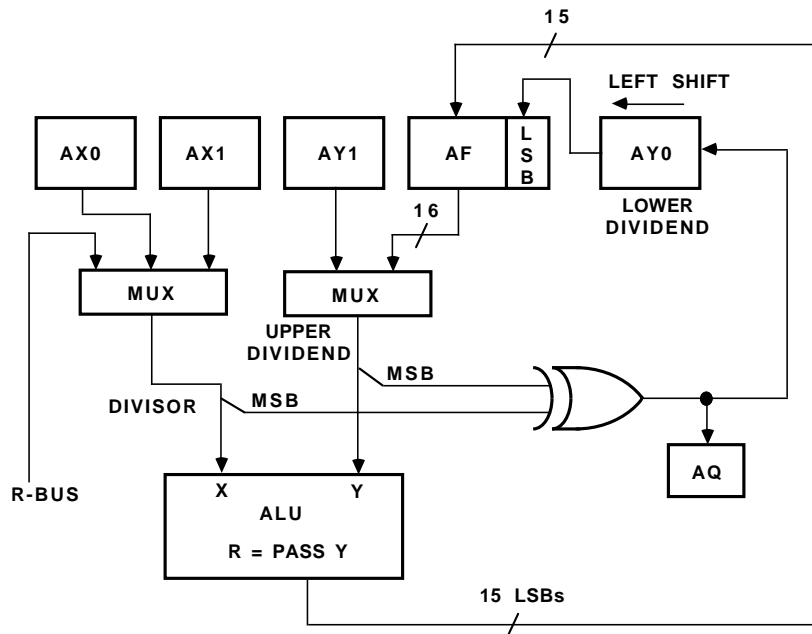 15
LEFT SHIFT
AX0
AX1
AY1
AF
L
S
B
AY0
LOWER
DIVIDEND
16
MUX
MUX
UPPER
DIVIDEND
MSB
DIVISOR
MSB
R-BUS
X
Y
AQ
ALU
R = PASS Y
15 LSBs